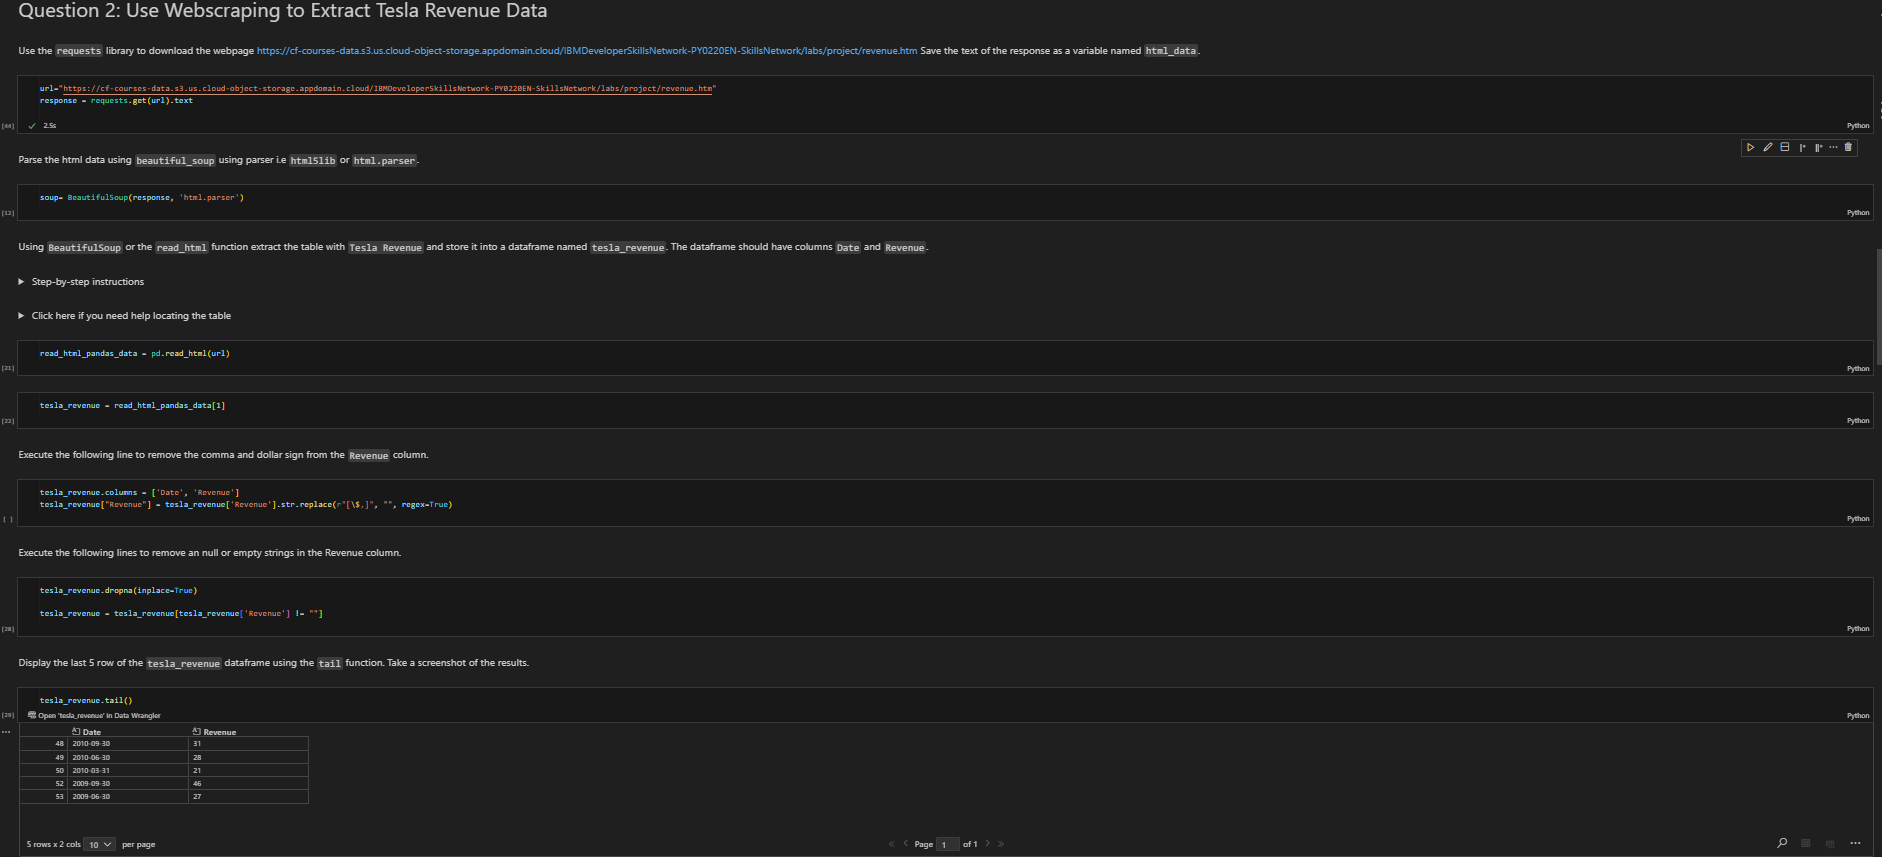 Question 2: Use Webscraping to Extract Tesla Revenue Data
Use the requests library to download the webpage https://cf-courses-data.s3.us.cloud-object-storage.appdomain.cloud/IBMDeveloperSkillsNetwork-PY0220EN-SkillsNetwork/labs/project/revenue.htm Save the text of the response as a variable named html_data.
url="https://cf-courses-data.s3.us.cloud-object-storage.appdomain.cloud/IBMDeveloperSkillsNetwork-PY0220EN-SkillsNetwork/labs/project/revenue.htm"
response = requests.get(url).text
[44] 2.5s Python
Parse the html data using beautiful_soup using parser i.e html5lib or html.parser.
soup= BeautifulSoup(response, 'html.parser')
[12] Python
Using BeautifulSoup or the read_html function extract the table with Tesla Revenue and store it into a dataframe named tesla_revenue. The dataframe should have columns Date and Revenue.
Step-by-step instructions
Click here if you need help locating the table
read_html_pandas_data = pd.read_html(url)
[21] Python
tesla_revenue = read_html_pandas_data[1]
[22] Python
Execute the following line to remove the comma and dollar sign from the Revenue column.
tesla_revenue.columns = ['Date', 'Revenue']
tesla_revenue["Revenue"] = tesla_revenue['Revenue'].str.replace(r"[\$,]", "", regex=True)
[ ] Python
Execute the following lines to remove an null or empty strings in the Revenue column.
tesla_revenue.dropna(inplace=True)
tesla_revenue = tesla_revenue[tesla_revenue['Revenue'] != ""]
[28] Python
Display the last 5 row of the tesla_revenue dataframe using the tail function. Take a screenshot of the results.
tesla_revenue.tail()
[29] Open 'tesla_revenue' in Data Wrangler Python
Date Revenue
48 2010-09-30 31
49 2010-06-30 28
50 2010-03-31 21
52 2009-09-30 46
53 2009-06-30 27
5 rows x 2 cols 10 per page Page 1 of 1